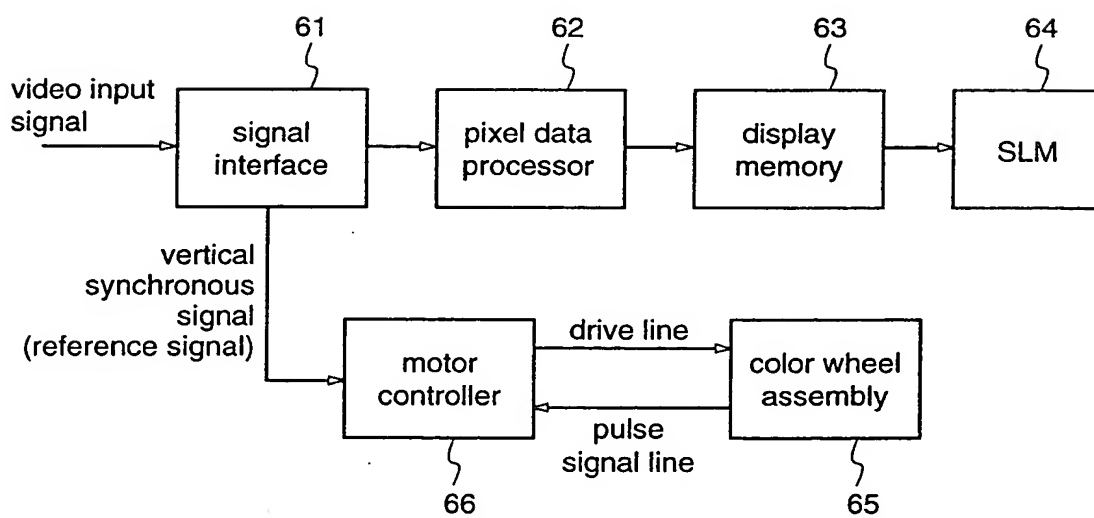 61
62
63
64
video input
signal
signal
interface
pixel data
processor
display
memory
SLM
vertical
synchronous
signal
(reference signal)
motor
controller
drive line
color wheel
assembly
pulse
signal line
66
65